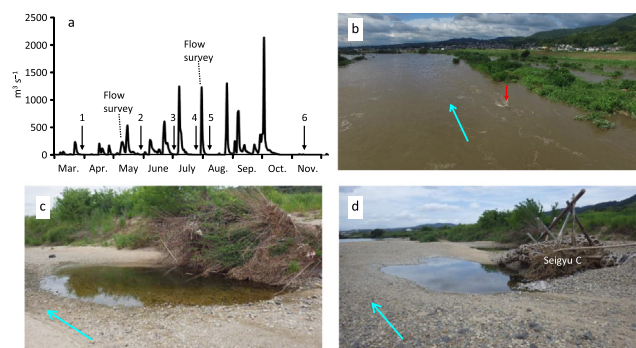 a
2500
2000
1500
1000
500
0
m³ s⁻¹
Flow
survey
Flow
survey
1
2
3
4
5
6
Mar.
Apr.
May
June
July
Aug.
Sep.
Oct.
Nov.
b
c
d
Seigyu C